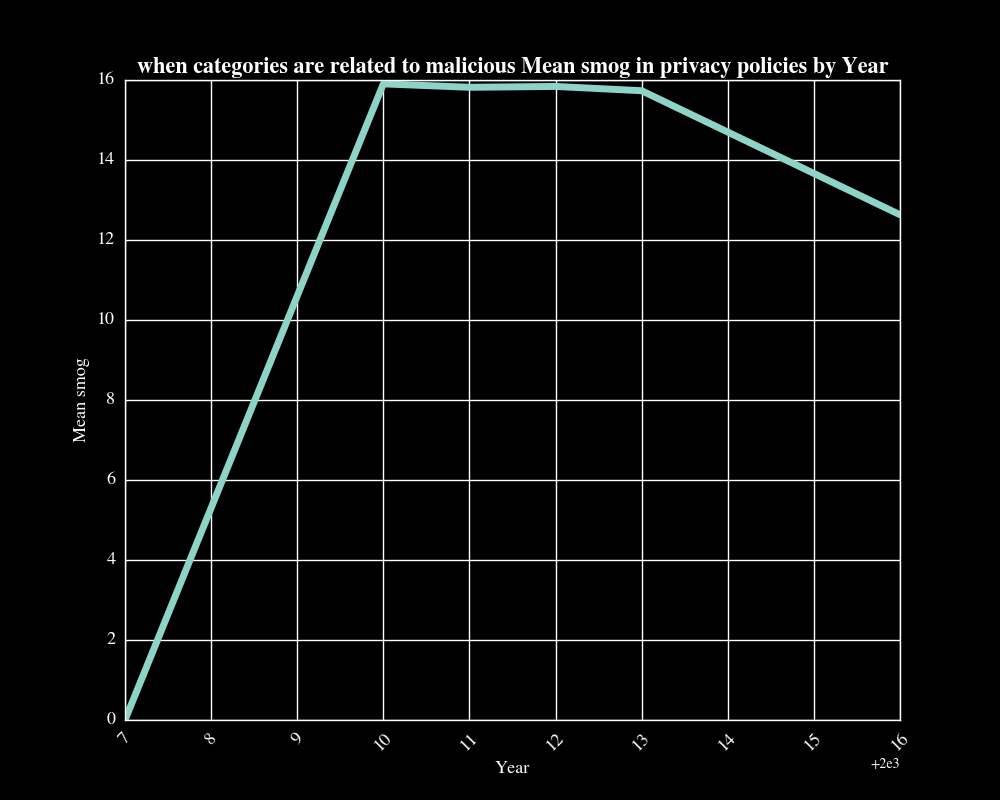 when categories are related to malicious Mean smog in privacy policies by Year
16
14
12
10
8
6
4
2
0
Mean smog
7 8 9 10 11 12 13 14 15 16
Year
+2e3